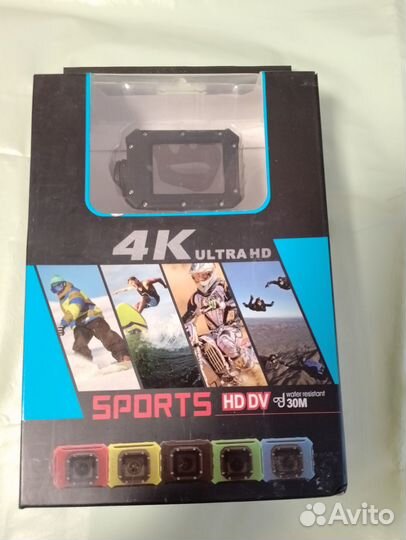 4K ULTRA HD
SPORTS HD DV water resistant 30M
Avito